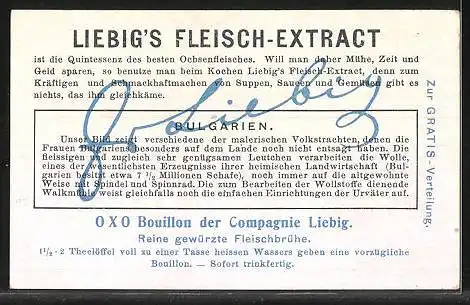 LIEBIG'S FLEISCH-EXTRACT
ist die Quintessenz des besten Ochsenfleisches. Will man aber Mühe, Zeit und
Geld sparen, so benutze man beim Kochen Liebig's Fleisch-Extract, denn zum
Kräftigen und Schmackhaftmachen von Suppen, Saucen und Gemüsen gibt es
nichts, das ihm gleichkäme.
J v Liebig
BULGARIEN.
Unser Bild zeigt verschiedene der malerischen Volkstrachten, denen die
Frauen Bulgariens besonders auf dem Lande noch nicht entsagt haben. Die
fleissigen und zugleich sehr genügsamen Leutchen verarbeiten die Wolle,
eines der wesentlichsten Erzeugnisse ihrer heimischen Landwirtschaft (Bul-
garien besitzt etwa 7 1/2 Millionen Schafe), noch immer auf die altgewohnte
Weise mit Spindel und Spinnrad. Die zum Bearbeiten der Wollstoffe dienende
Walkmühle weist gleichfalls noch die einfachen Einrichtungen der Urväter auf.
OXO Bouillon der Compagnie Liebig.
Reine gewürzte Fleischbrühe.
1 1/2 - 2 Theelöffel voll zu einer Tasse heissen Wassers geben eine vorzügliche
Bouillon. — Sofort trinkfertig.
Zur GRATIS-Verteilung.